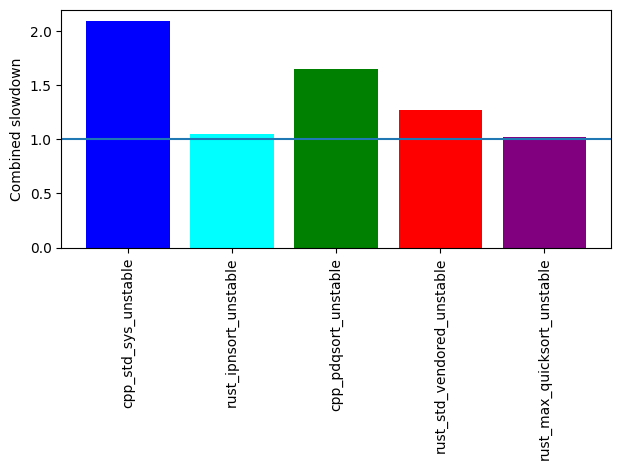 Combined slowdown
2.0
1.5
1.0
0.5
0.0
cpp_std_sys_unstable
rust_ipnsort_unstable
cpp_pdqsort_unstable
rust_std_vendored_unstable
rust_max_quicksort_unstable